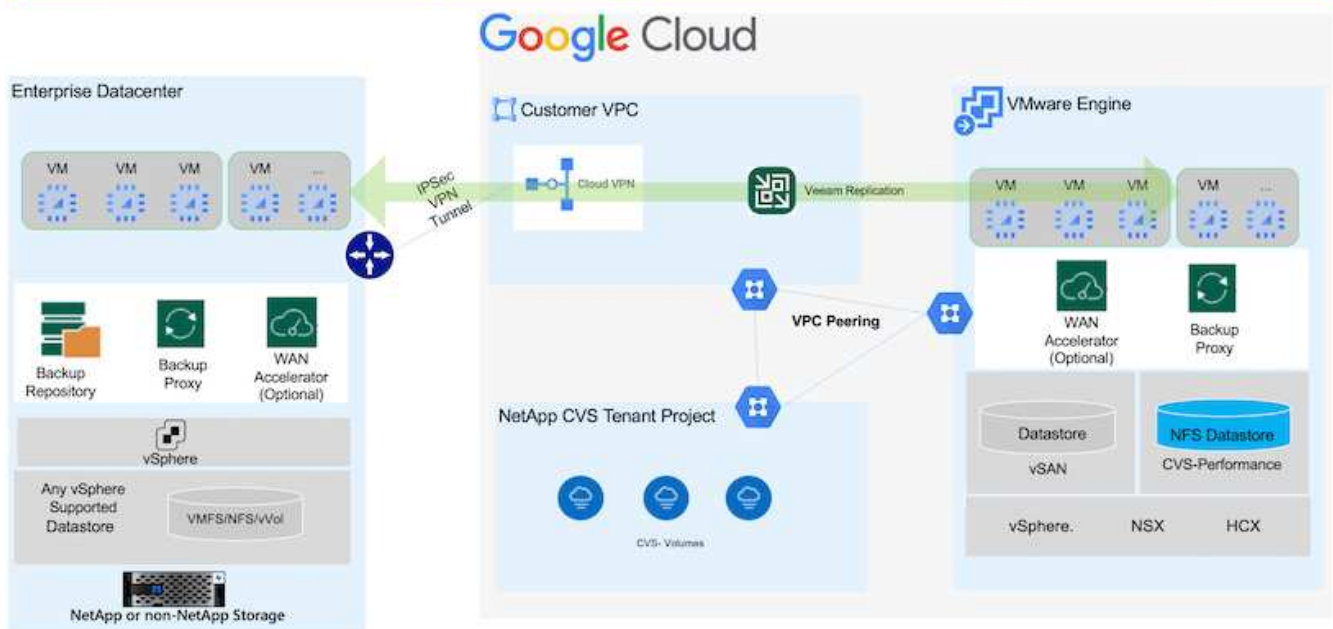 Google Cloud
Enterprise Datacenter
VM
VM
VM
VM
...
IPSec
VPN
Tunnel
Backup
Repository
Backup
Proxy
WAN
Accelerator
(Optional)
vSphere
Any vSphere
Supported
Datastore
VMFS/NFS/vVol
NetApp or non-NetApp Storage
Customer VPC
Cloud VPN
Veeam Replication
VPC Peering
NetApp CVS Tenant Project
CVS- Volumes
VMware Engine
VM
VM
VM
VM
...
WAN
Accelerator
(Optional)
Backup
Proxy
Datastore
vSAN
NFS Datastore
CVS-Performance
vSphere.
NSX
HCX